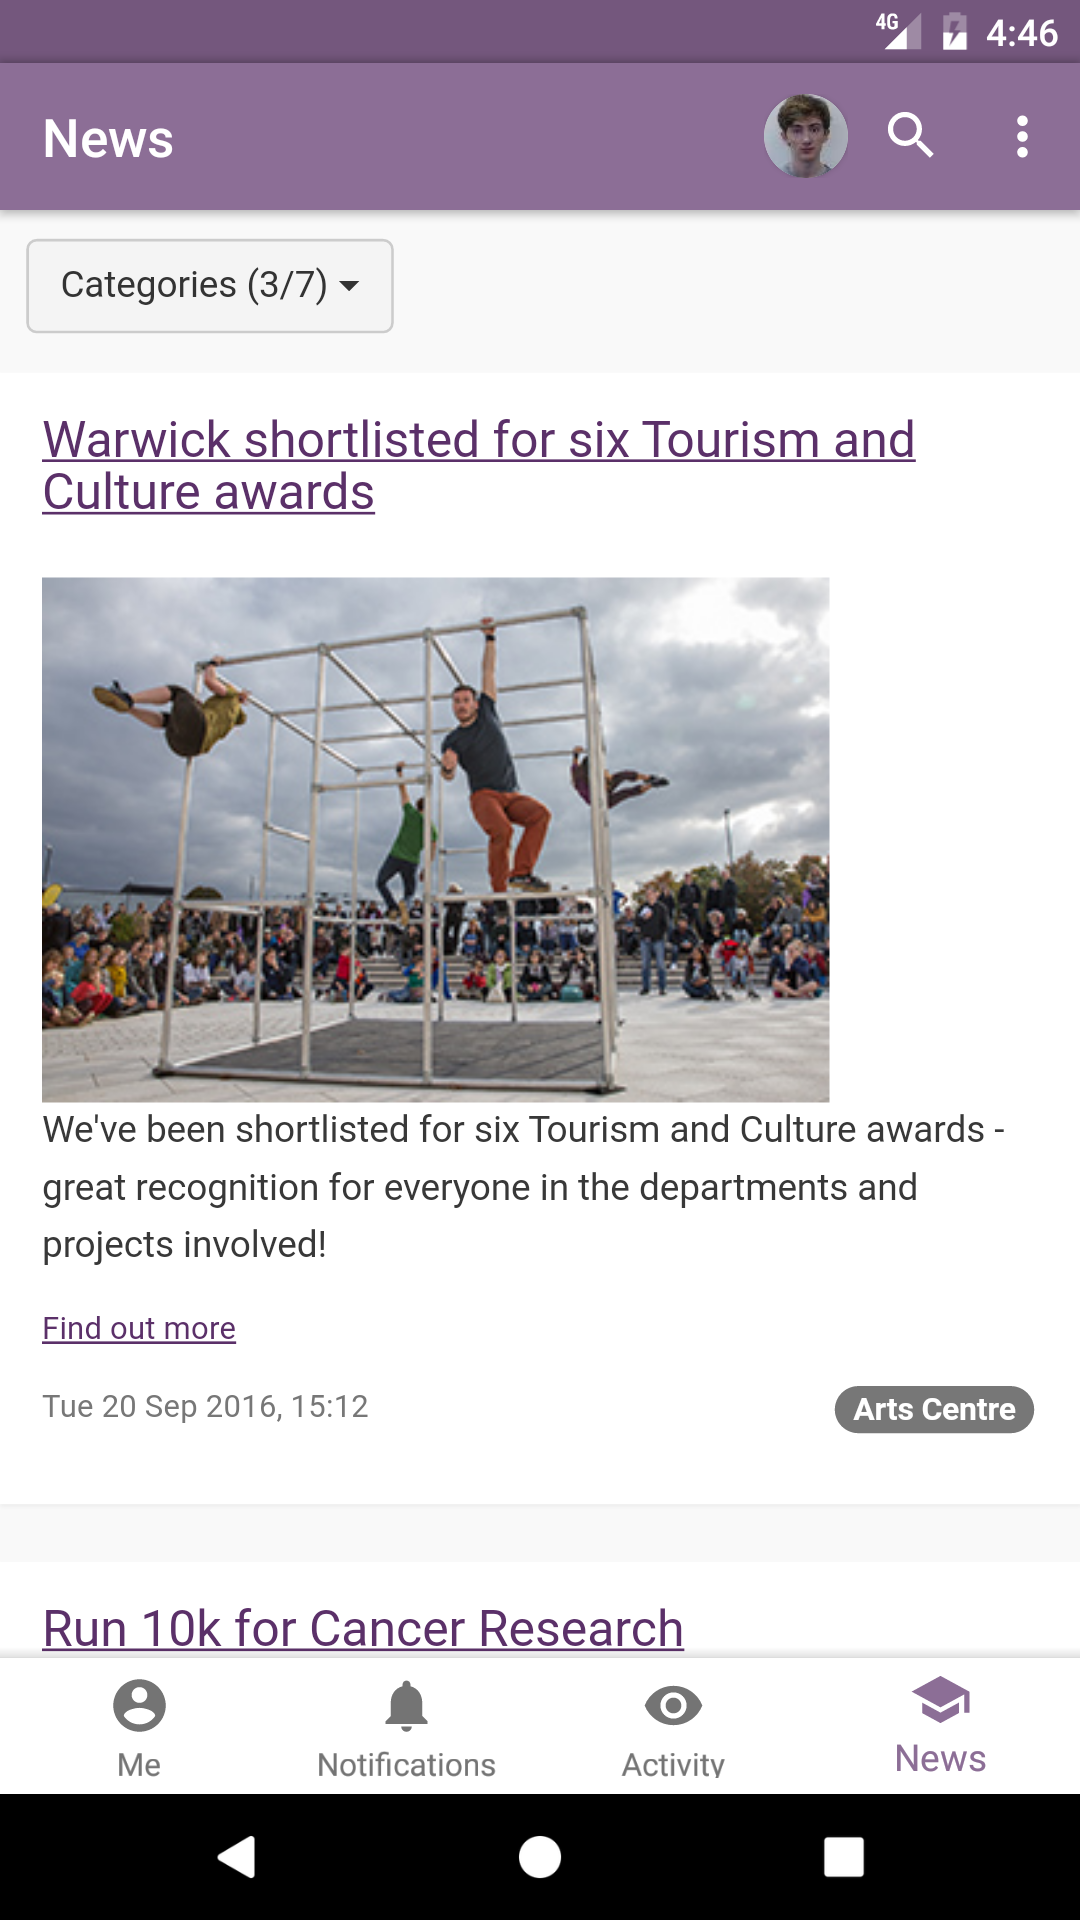 4G 4:46
News
Categories (3/7)
Warwick shortlisted for six Tourism and
Culture awards
We've been shortlisted for six Tourism and Culture awards -
great recognition for everyone in the departments and
projects involved!
Find out more
Tue 20 Sep 2016, 15:12 Arts Centre
Run 10k for Cancer Research
Me Notifications Activity News